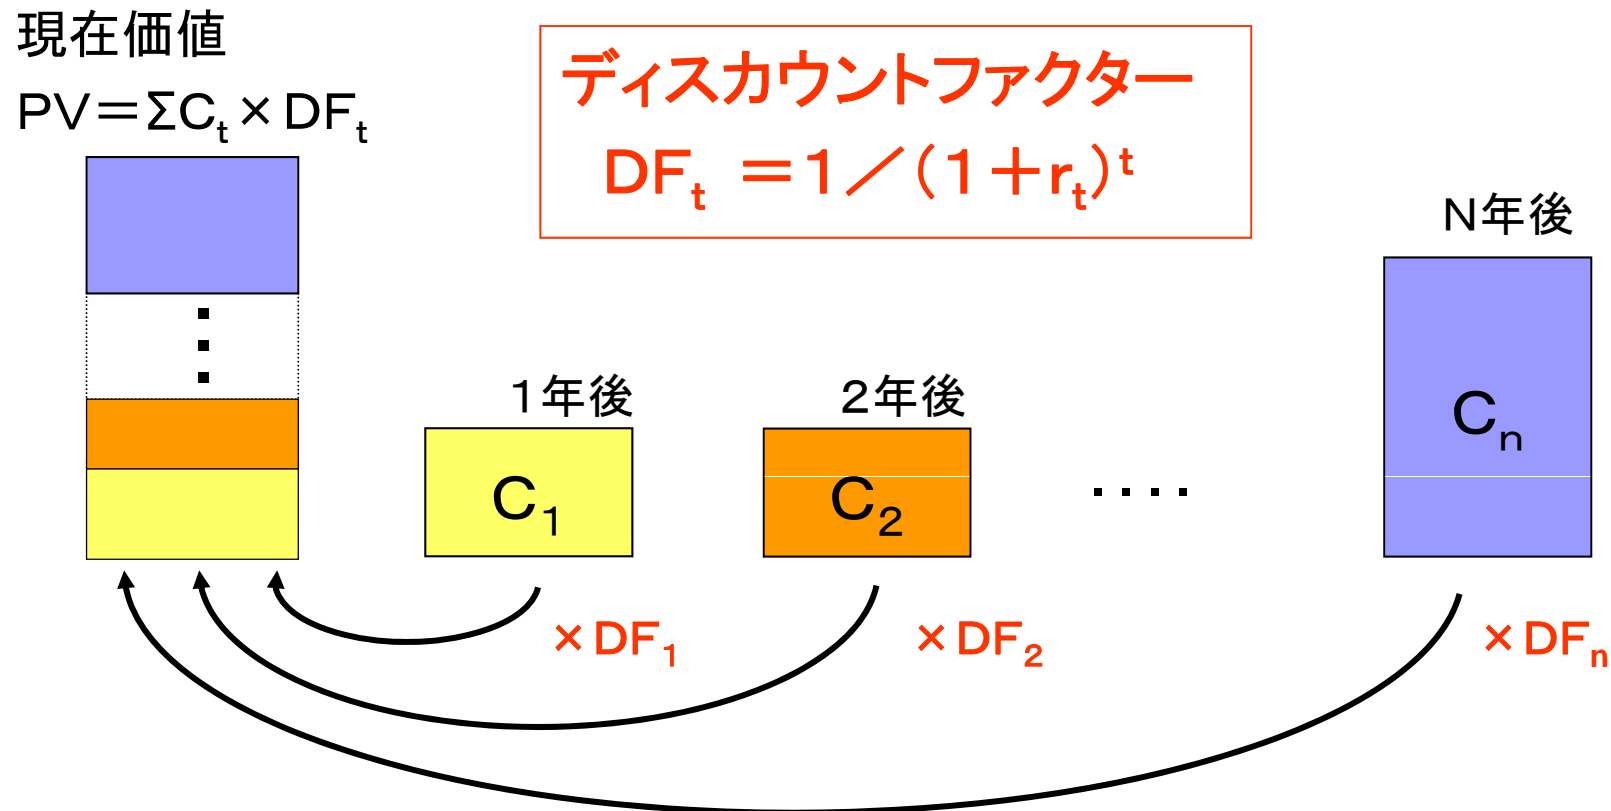 現在価値
PV=ΣCt×DFt
ディスカウントファクター
DFt =1/(1+rt)t
N年後
1年後
2年後
C1
C2
････
Cn
×DF1
×DF2
×DFn